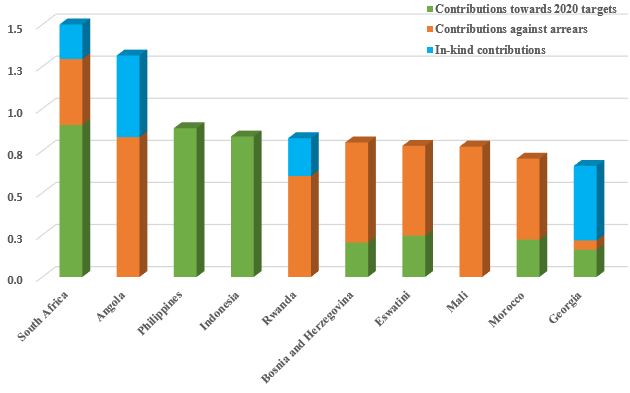 Contributions towards 2020 targets
Contributions against arrears
In-kind contributions
1.5
1.3
1.0
0.8
0.5
0.3
0.0
South Africa
Angola
Philippines
Indonesia
Rwanda
Bosnia and Herzegovina
Eswatini
Mali
Morocco
Georgia